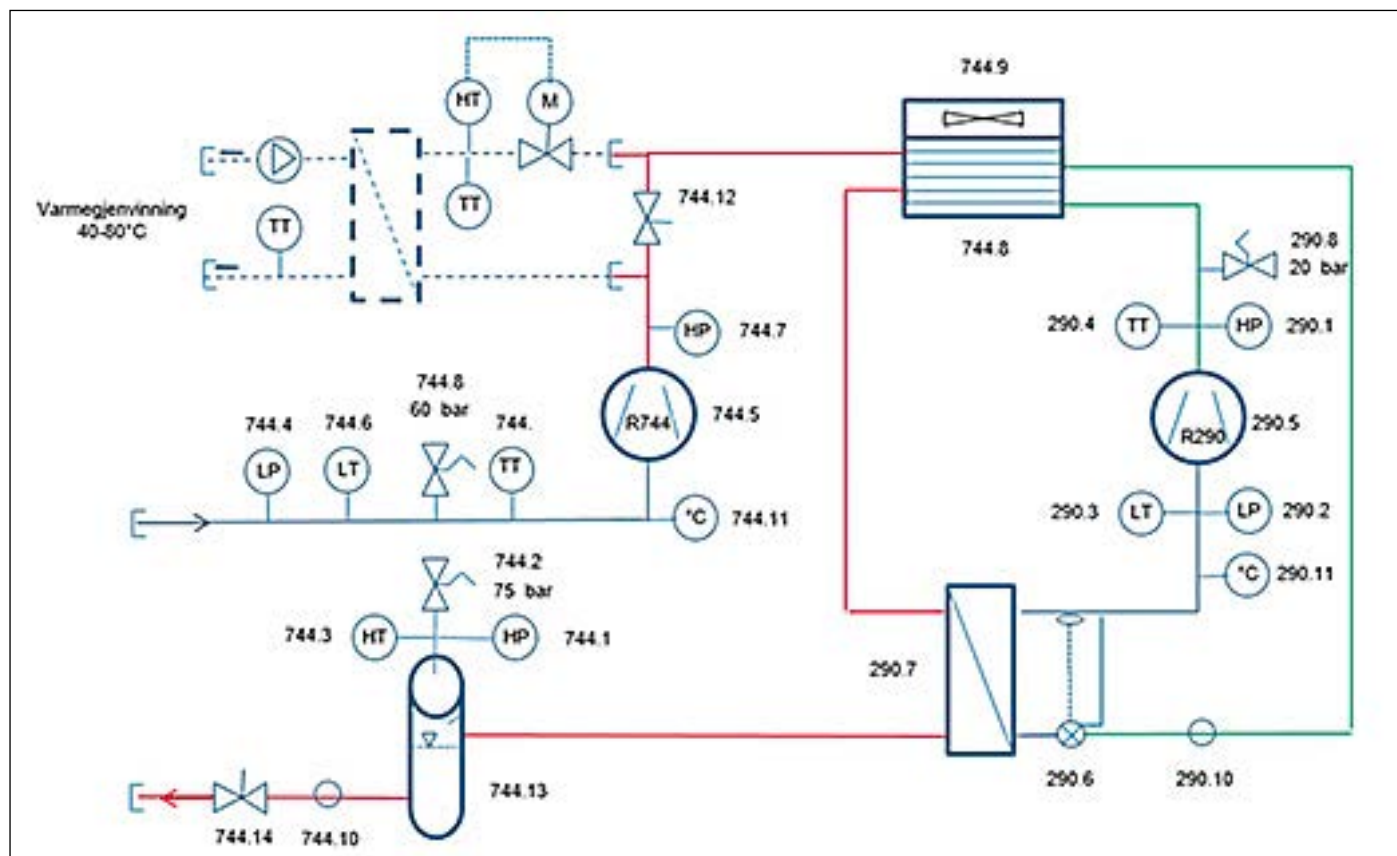 744.9
HT
M
744.12
TT
Varmegjenvinning
40-80°C
TT
744.8
290.8
20 bar
290.4
TT
HP
290.1
HP
744.7
744.8
60 bar
R744
744.5
R290
290.5
744.4
744.6
744.
LP
LT
TT
°C
744.11
290.3
LT
LP
290.2
744.2
75 bar
°C
290.11
744.3
HT
HP
744.1
290.7
744.13
290.6
290.10
744.14
744.10